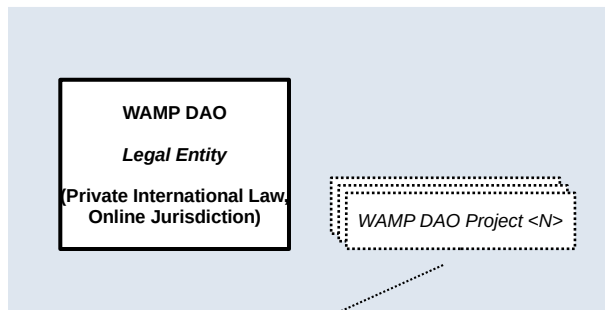 WAMP DAO
Legal Entity
(Private International Law,
Online Jurisdiction)
WAMP DAO Project <N>